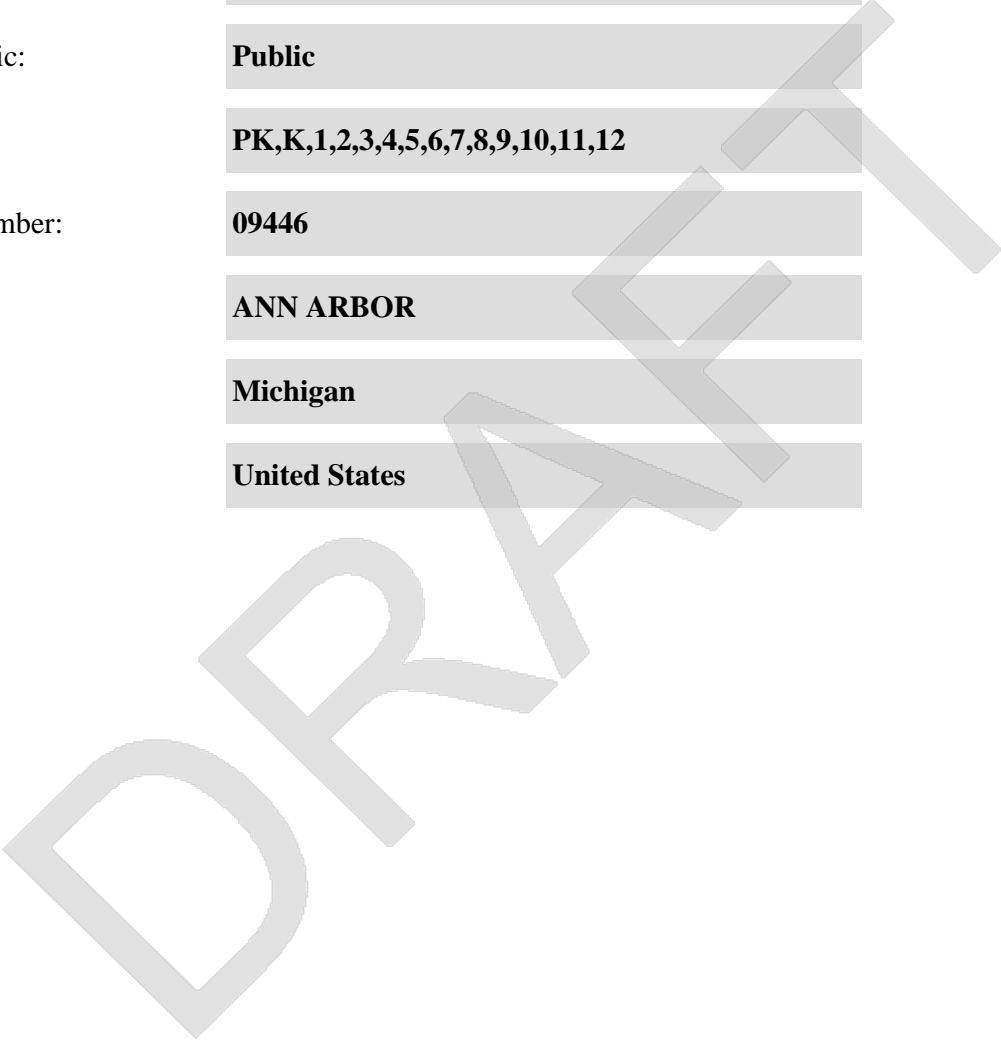 ic: Public
PK,K,1,2,3,4,5,6,7,8,9,10,11,12
mber: 09446
ANN ARBOR
Michigan
United States
DRAFT